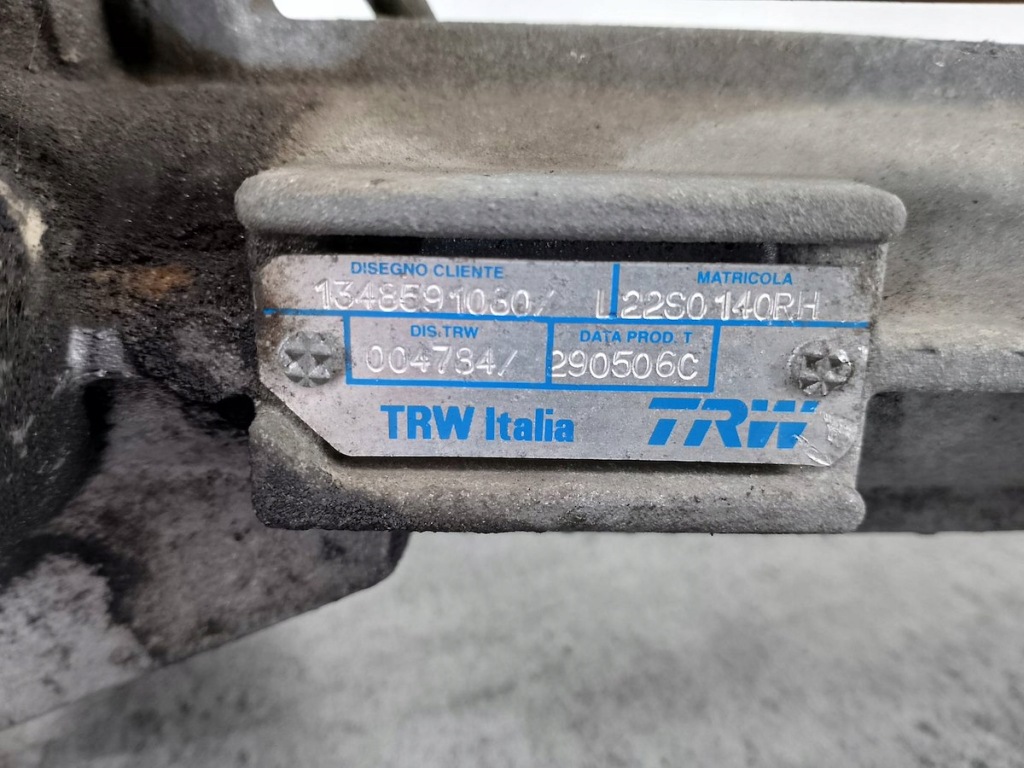 DISEGNO CLIENTE MATRICOLA
1348591080/ L22S0140RH
DIS.TRW DATA PROD. T
004734/ 290506C
TRW Italia TRW